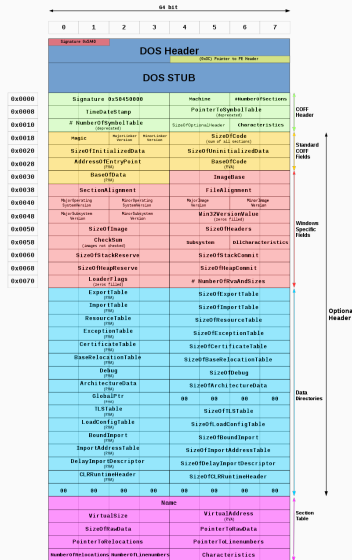 64 bit
0 1 2 3 4 5 6 7
Signature 0x5A4D
DOS Header
(0x3C) Pointer to PE Header
DOS STUB
0x0000 Signature 0x50450000 Machine #NumberOfSections
0x0008 TimeDateStamp PointerToSymbolTable
(deprecated)
COFF
Header
0x0010 # NumberOfSymbolTable SizeOfOptionalHeader Characteristics
(deprecated)
0x0018 Magic MajorLinker
Version MinorLinker
Version SizeOfCode
(sum of all sections)
Standard
COFF
Fields
0x0020 SizeOfInitializedData SizeOfUninitializedData
0x0028 AddressOfEntryPoint
(RVA) BaseOfCode
(RVA)
0x0030 BaseOfData
(RVA) ImageBase
0x0038 SectionAlignment FileAlignment
0x0040 MajorOperating
SystemVersion MinorOperating
SystemVersion MajorImage
Version MinorImage
Version
0x0048 MajorSubsystem
Version MinorSubsystem
Version Win32VersionValue
(zeros filled)
Windows
Specific
Fields
0x0050 SizeOfImage SizeOfHeaders
0x0058 CheckSum
(images not checked) Subsystem DllCharacteristics
0x0060 SizeOfStackReserve SizeOfStackCommit
0x0068 SizeOfHeapReserve SizeOfHeapCommit
0x0070 LoaderFlags
(zeros filled) # NumberOfRvaAndSizes
ExportTable
(RVA) SizeOfExportTable
ImportTable
(RVA) SizeOfImportTable
Optional
Header
ResourceTable
(RVA) SizeOfResourceTable
ExceptionTable
(RVA) SizeOfExceptionTable
CertificateTable
(RVA) SizeOfCertificateTable
BaseRelocationTable
(RVA) SizeOfBaseRelocationTable
Debug
(RVA) SizeOfDebug
ArchitectureData
(RVA) SizeOfArchitectureData
Data
Directories
GlobalPtr
(RVA) 00 00 00 00
TLSTable
(RVA) SizeOfTLSTable
LoadConfigTable
(RVA) SizeOfLoadConfigTable
BoundImport
(RVA) SizeOfBoundImport
ImportAddressTable
(RVA) SizeOfImportAddressTable
DelayImportDescriptor
(RVA) SizeOfDelayImportDescriptor
CLRRuntimeHeader
(RVA) SizeOfCLRRuntimeHeader
00 00 00 00 00 00 00 00
Name
VirtualSize VirtualAddress
(RVA)
Section
Table
SizeOfRawData PointerToRawData
PointerToRelocations PointerToLinenumbers
NumberOfRelocations NumberOfLinenumbers Characteristics